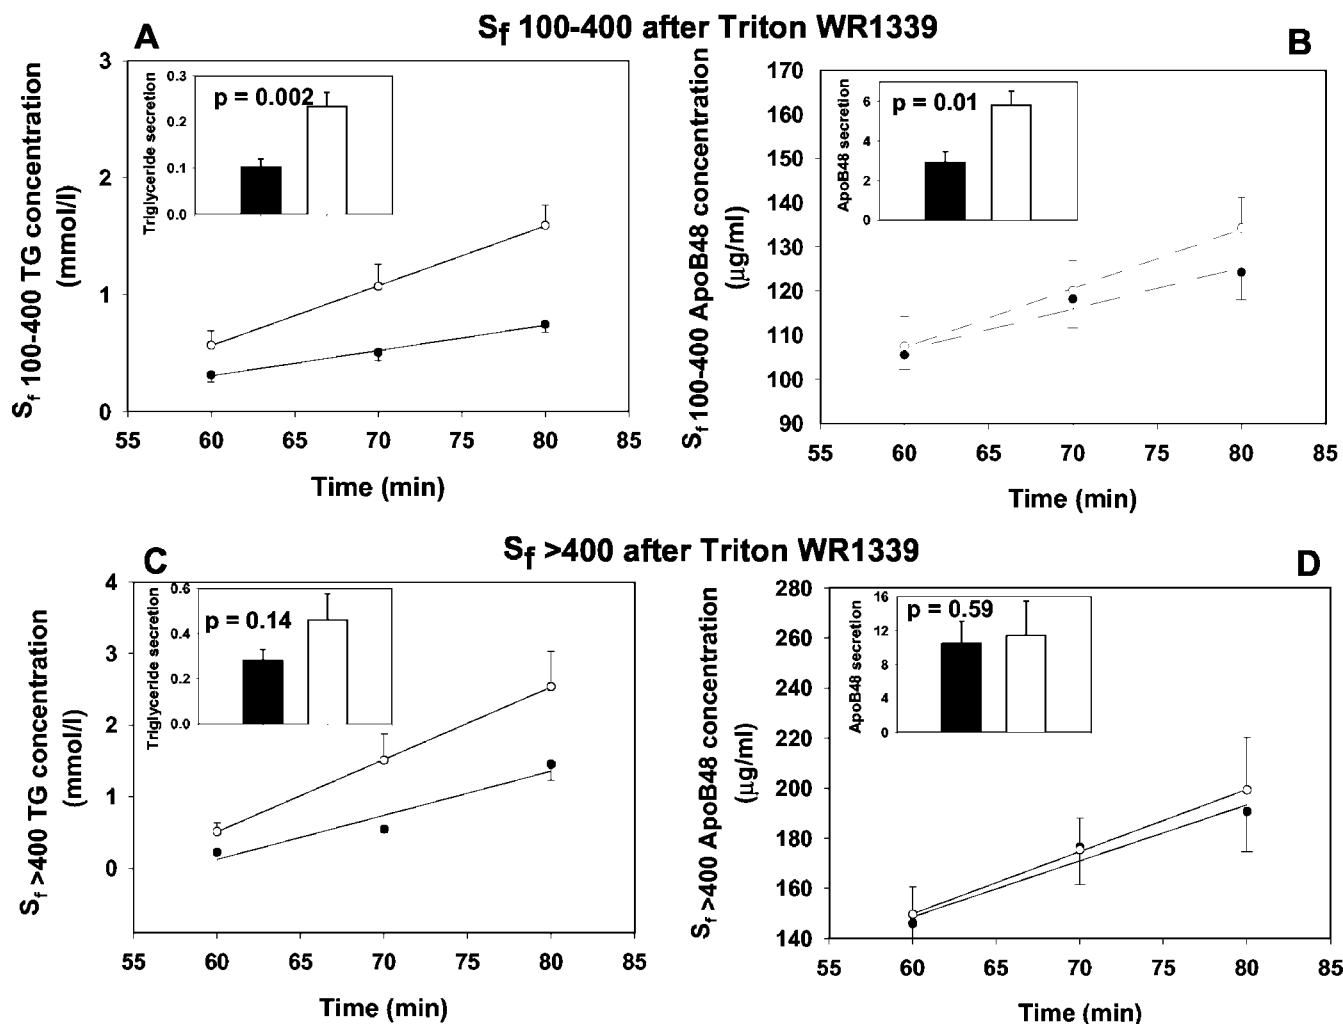 A
S_f 100-400 after Triton WR1339
B
S_f 100-400 TG concentration
(mmol/l)
3
2
1
0
55 60 65 70 75 80 85
Time (min)
Triglyceride secretion
0.3
0.2
0.1
0.0
p = 0.002
S_f 100-400 ApoB48 concentration
(µg/ml)
170
160
150
140
130
120
110
100
90
55 60 65 70 75 80 85
Time (min)
ApoB48 secretion
6
4
2
0
p = 0.01
C
S_f >400 after Triton WR1339
D
S_f >400 TG concentration
(mmol/l)
4
3
2
1
0
55 60 65 70 75 80 85
Time (min)
Triglyceride secretion
0.6
0.4
0.2
0.0
p = 0.14
S_f >400 ApoB48 concentration
(µg/ml)
280
260
240
220
200
180
160
140
55 60 65 70 75 80 85
Time (min)
ApoB48 secretion
16
12
8
4
0
p = 0.59